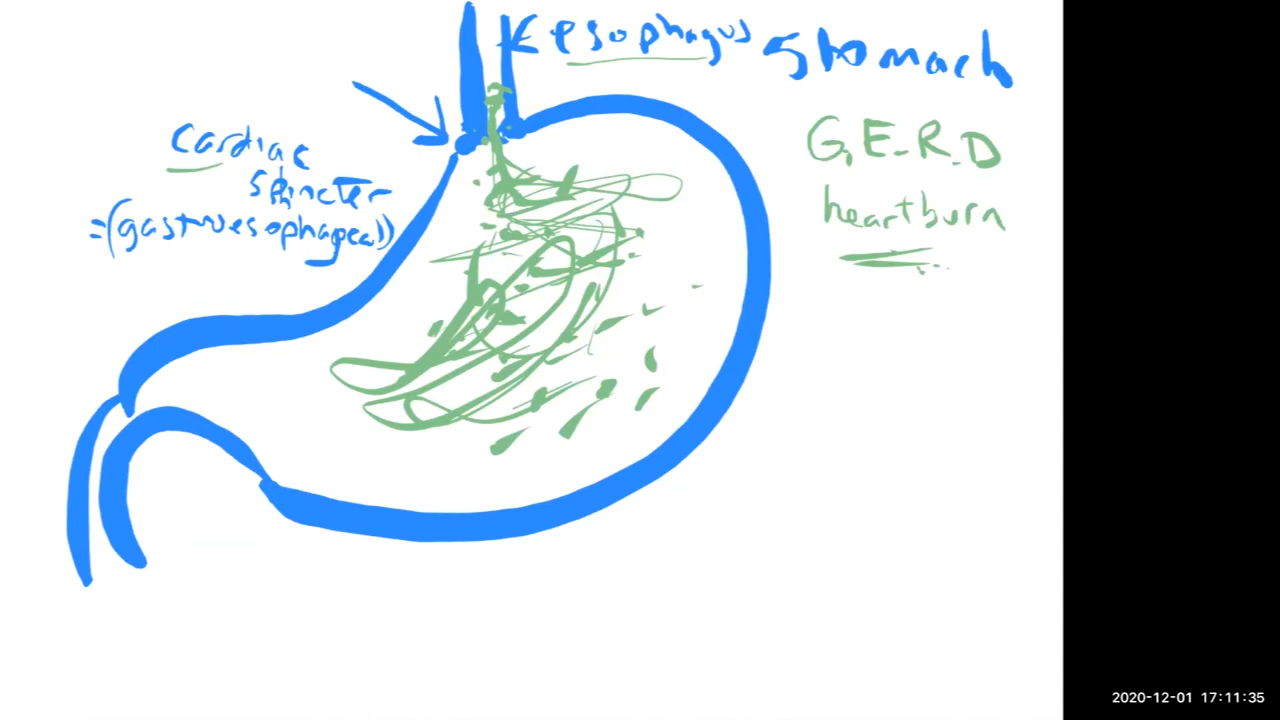 esophagus
stomach
G.E.R.D
heartburn
cardiac
sphincter
=(gastroesophageal)
2020-12-01 17:11:35